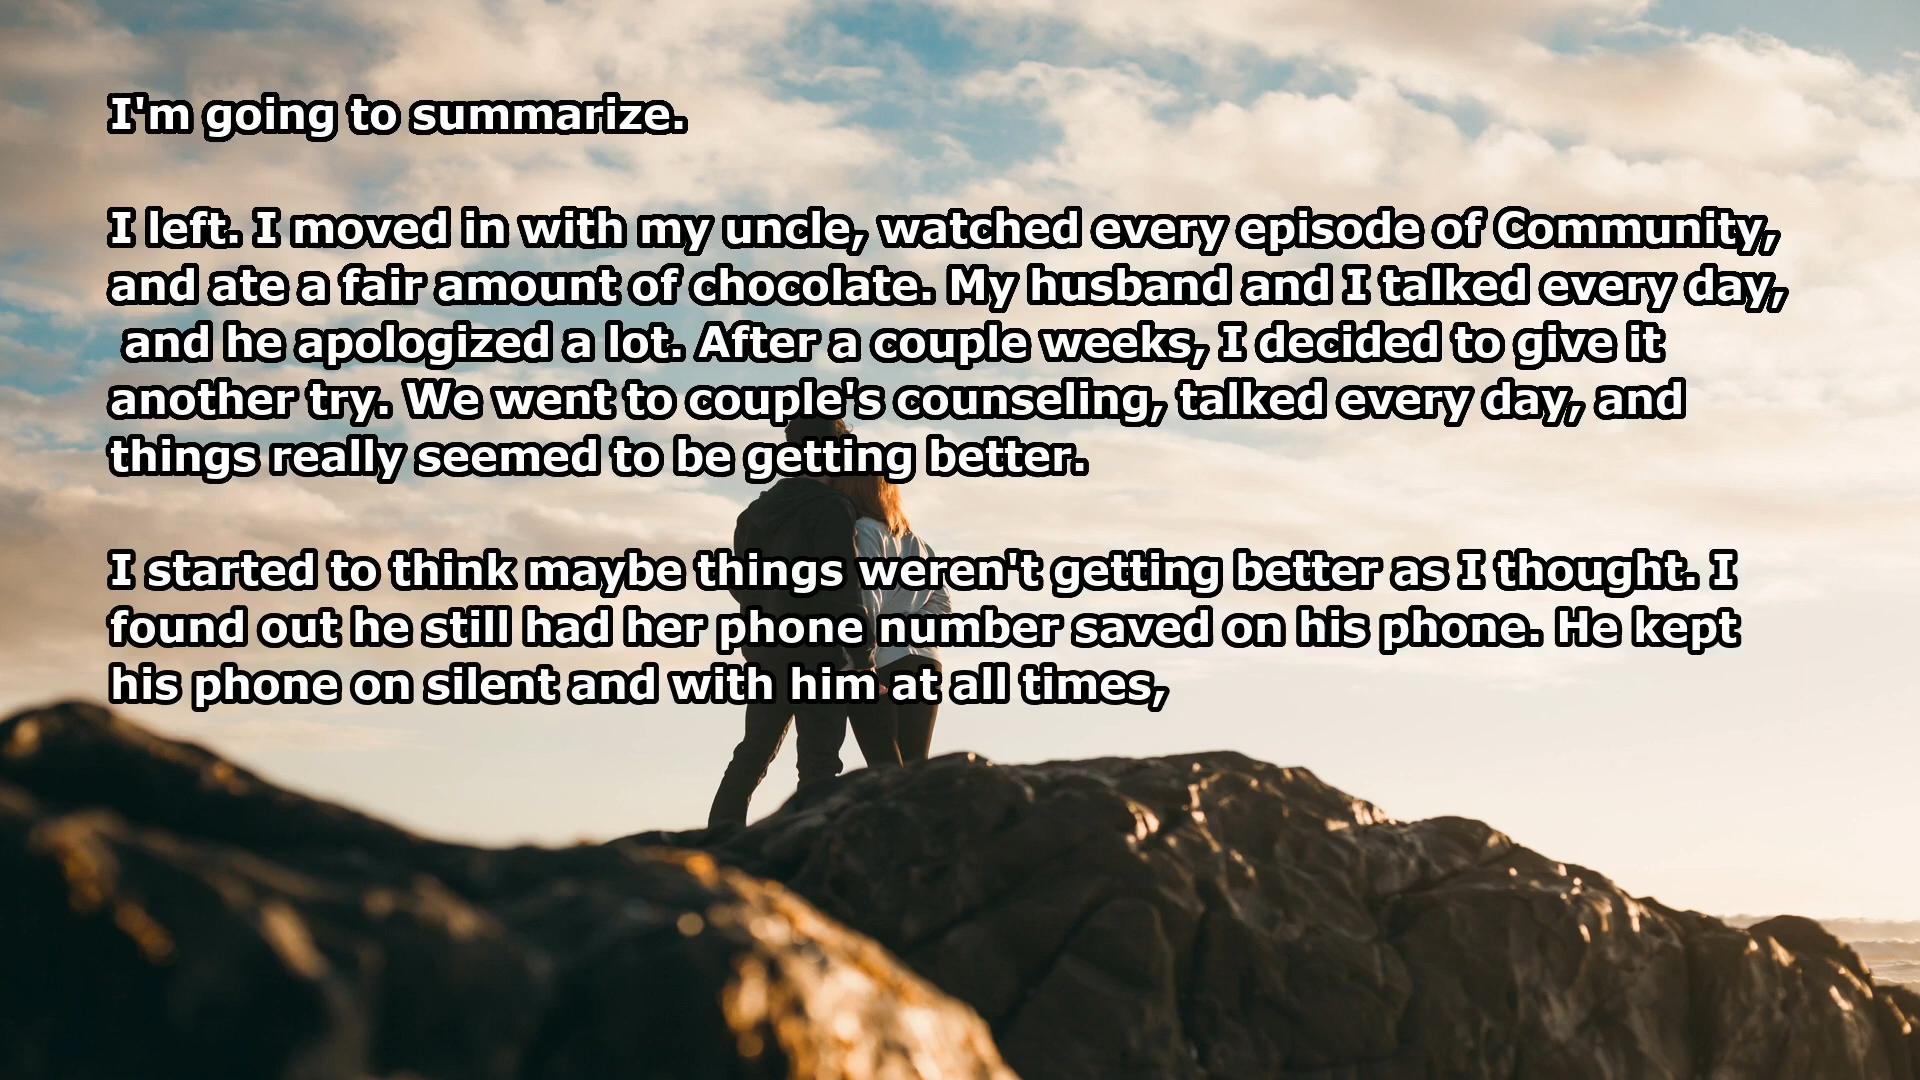 I'm going to summarize.
I left. I moved in with my uncle, watched every episode of Community,
and ate a fair amount of chocolate. My husband and I talked every day,
and he apologized a lot. After a couple weeks, I decided to give it
another try. We went to couple's counseling, talked every day, and
things really seemed to be getting better.
I started to think maybe things weren't getting better as I thought. I
found out he still had her phone number saved on his phone. He kept
his phone on silent and with him at all times,